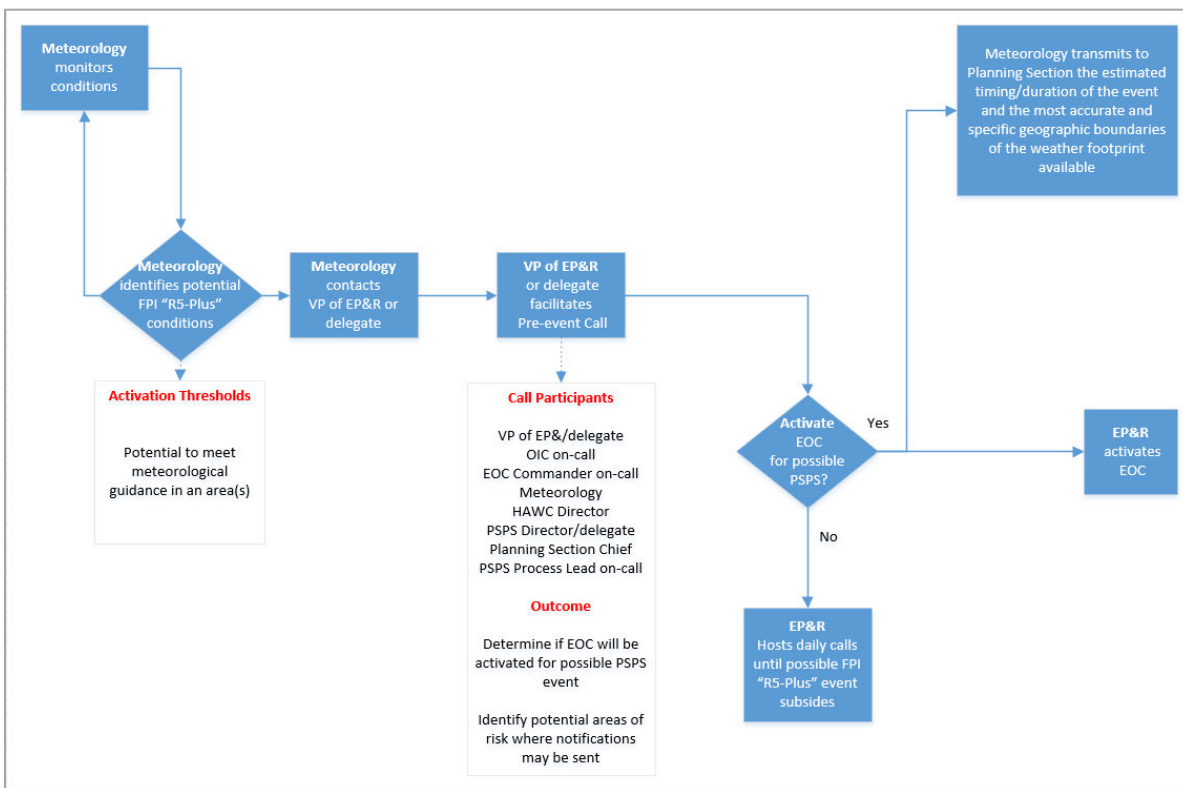 Meteorology
monitors
conditions
Meteorology transmits to
Planning Section the estimated
timing/duration of the event
and the most accurate and
specific geographic boundaries
of the weather footprint
available
Meteorology
identifies potential
FPI “R5-Plus”
conditions
Meteorology
contacts
VP of EP&R or
delegate
VP of EP&R
or delegate
facilitates
Pre-event Call
Activation Thresholds
Potential to meet
meteorological
guidance in an area(s)
Call Participants
VP of EP&/delegate
OIC on-call
EOC Commander on-call
Meteorology
HAWC Director
PSPS Director/delegate
Planning Section Chief
PSPS Process Lead on-call
Outcome
Determine if EOC will be
activated for possible PSPS
event
Identify potential areas of
risk where notifications
may be sent
Activate
EOC
for possible
PSPS?
Yes
No
EP&R
activates
EOC
EP&R
Hosts daily calls
until possible FPI
“R5-Plus” event
subsides